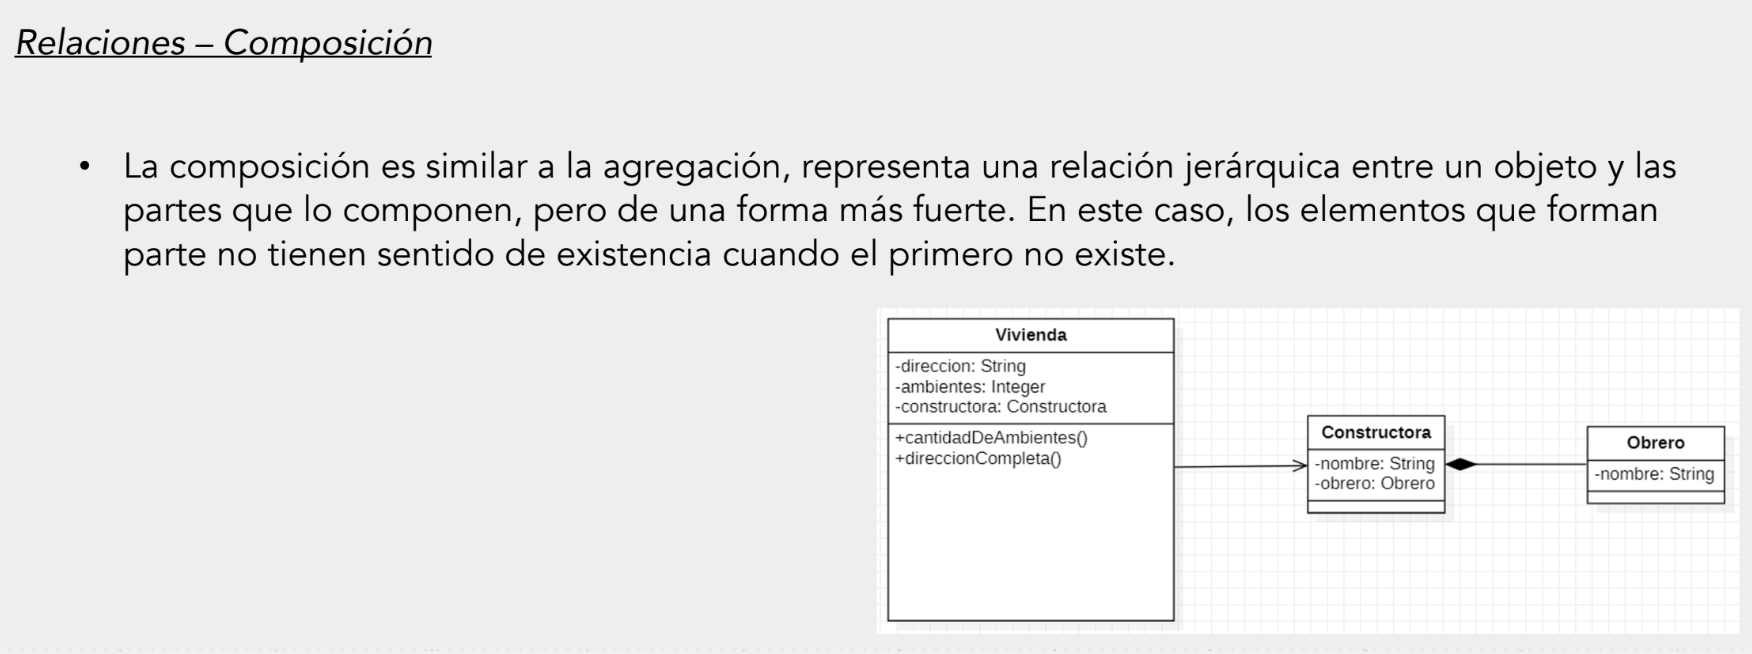 Relaciones – Composición
• La composición es similar a la agregación, representa una relación jerárquica entre un objeto y las
partes que lo componen, pero de una forma más fuerte. En este caso, los elementos que forman
parte no tienen sentido de existencia cuando el primero no existe.
Vivienda
-direccion: String
-ambientes: Integer
-constructora: Constructora
+cantidadDeAmbientes()
+direccionCompleta()
Constructora
-nombre: String
-obrero: Obrero
Obrero
-nombre: String